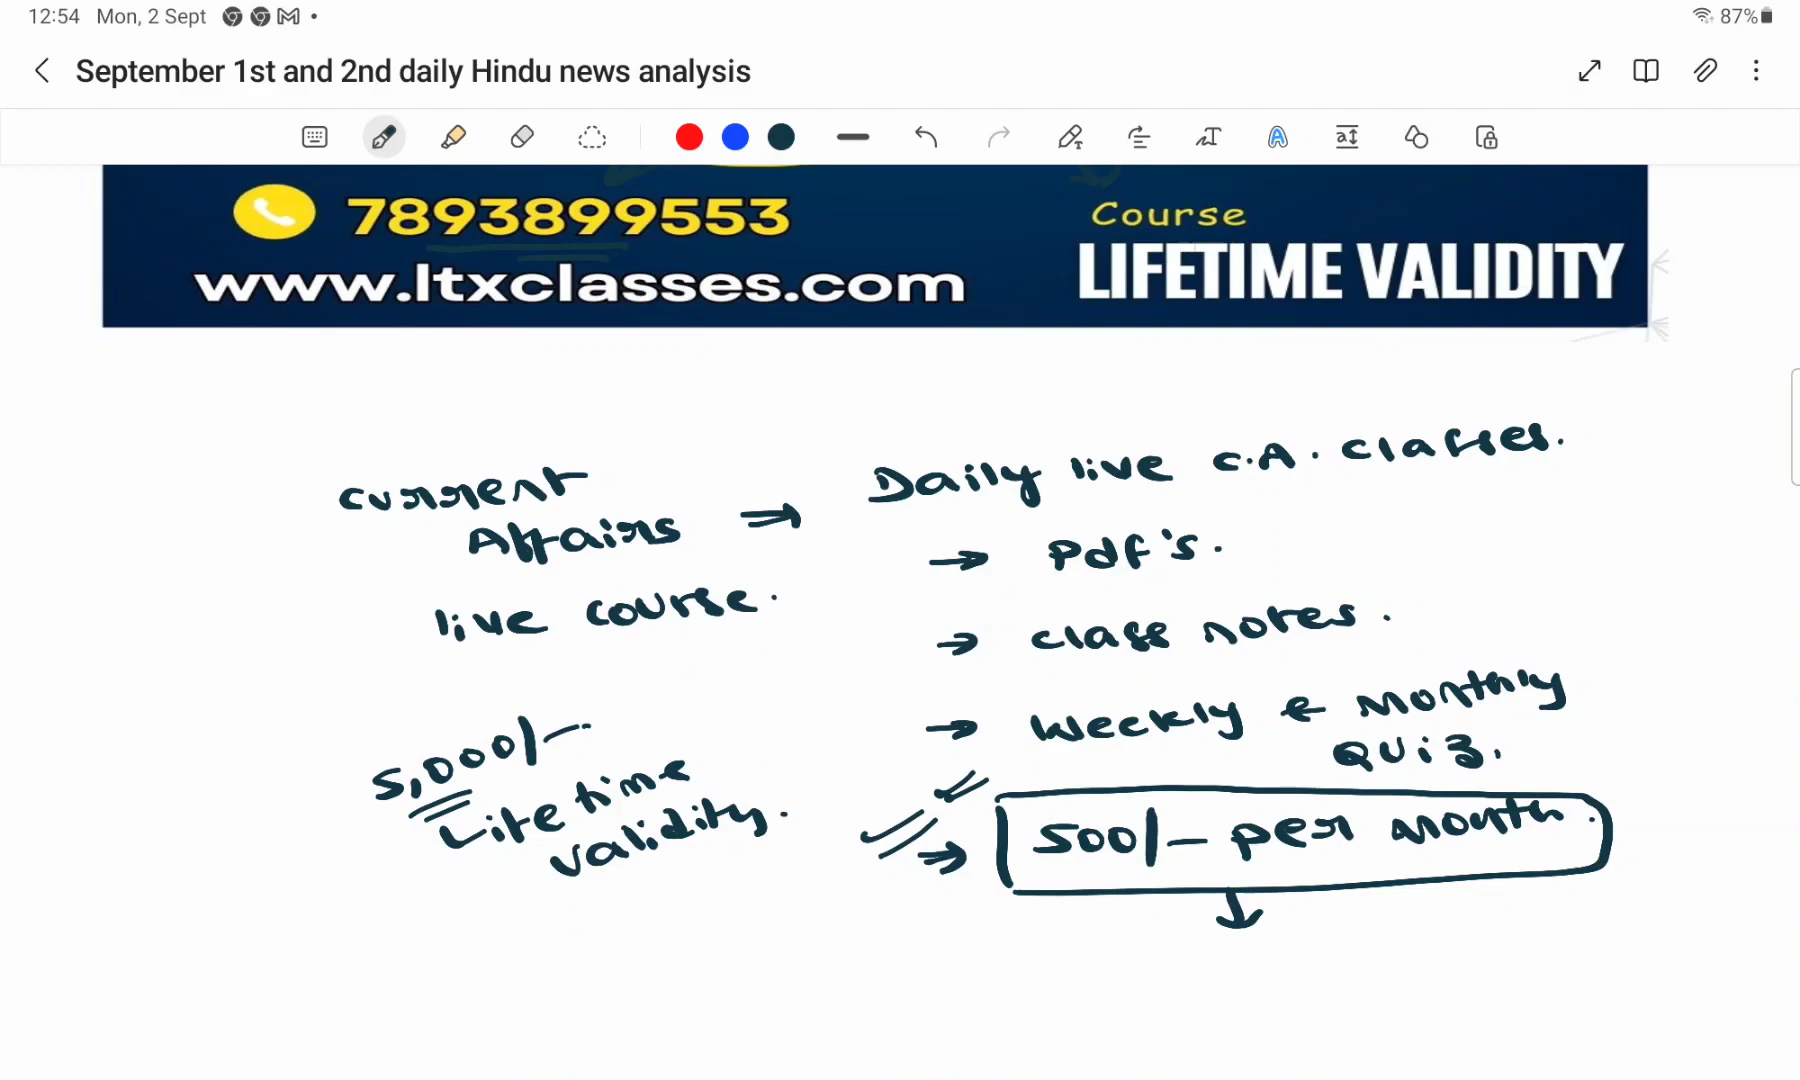 12:54 Mon, 2 Sept
87%
September 1st and 2nd daily Hindu news analysis
7893899553
www.ltxclasses.com
Course
LIFETIME VALIDITY
current
Affairs
live course.
Daily live C.A. classes.
→ Pdf's.
→ class notes.
→ Weekly & Monthly
Quiz.
5,000/-
Life time
validity.
→ 500/- per month.